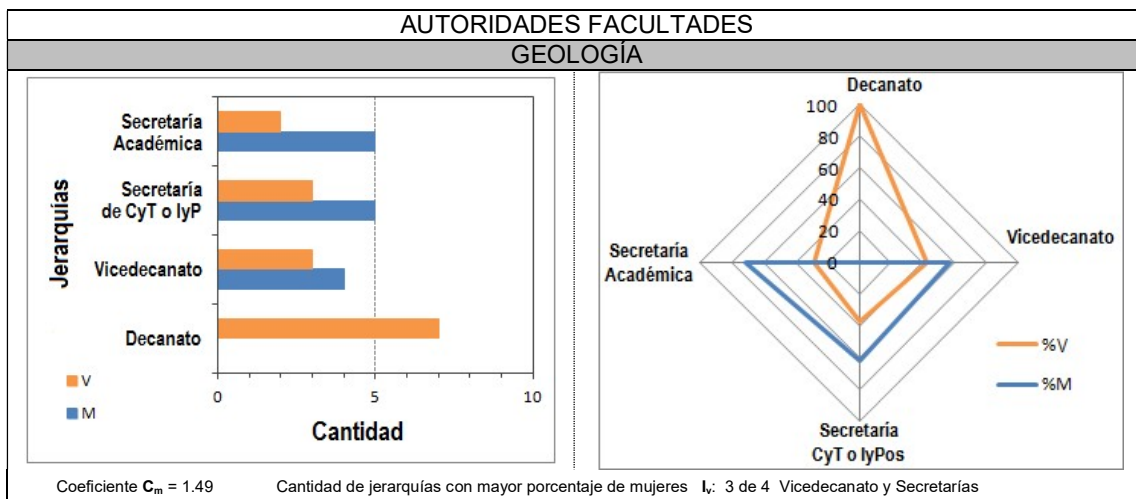 AUTORIDADES FACULTADES
GEOLOGÍA
Jerarquías
Secretaría
Académica
Secretaría
de CyT o IyP
Vicedecanato
Decanato
V
M
0
5
10
Cantidad
Decanato
100
80
60
40
20
0
Vicedecanato
Secretaría
Académica
%V
%M
Secretaría
CyT o IyPos
Coeficiente Cm = 1.49 Cantidad de jerarquías con mayor porcentaje de mujeres Iv: 3 de 4 Vicedecanato y Secretarías